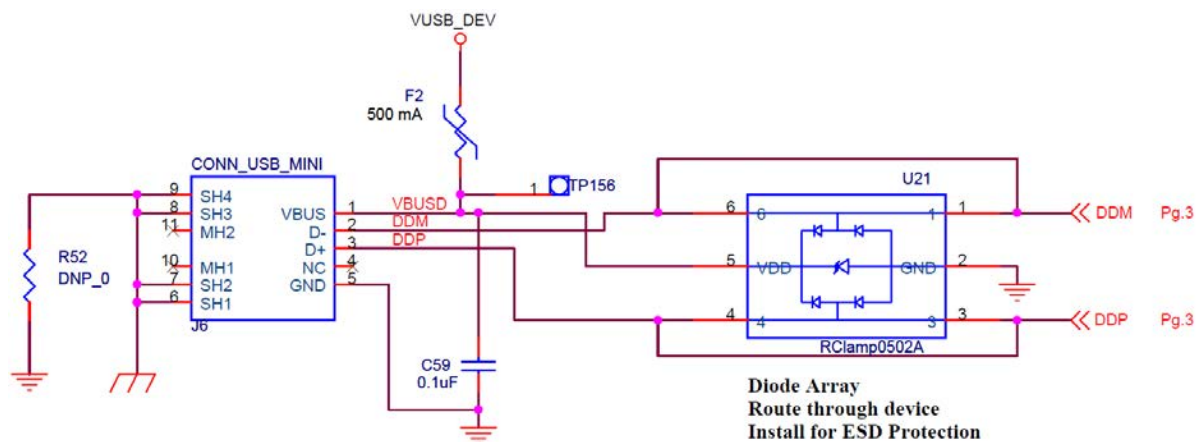 VUSB_DEV
F2
500 mA
CONN_USB_MINI
TP156
1
U21
9 SH4
8 SH3
11 MH2
10 MH1
7 SH2
6 SH1
VBUS 1 VBUSD
D- 2 DDM
D+ 3 DDP
NC 4
GND 5
J6
R52
DNP_0
C59
0.1uF
6 6 1 1
5 VDD GND 2
4 4 3 3
RClamp0502A
DDM Pg.3
DDP Pg.3
Diode Array
Route through device
Install for ESD Protection